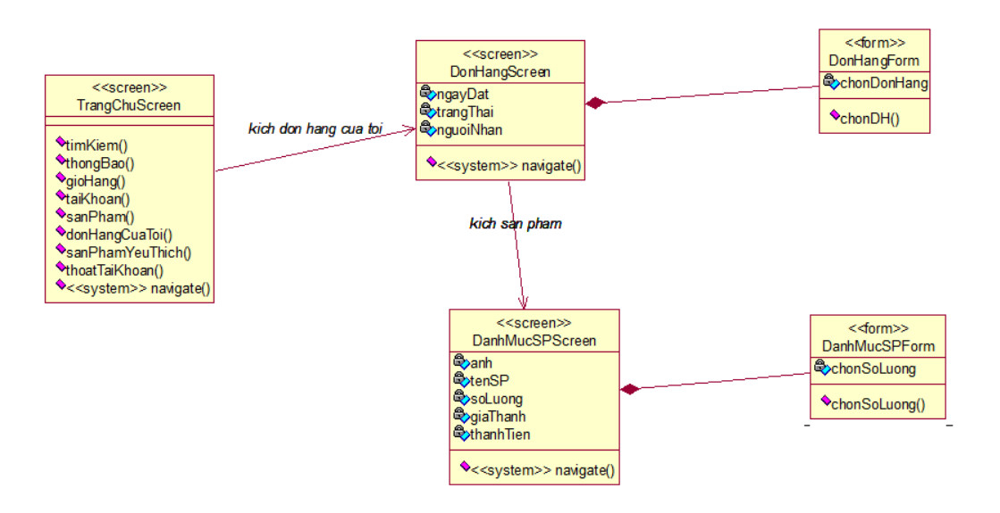 <<screen>>
TrangChuScreen
timKiem()
thongBao()
gioHang()
taiKhoan()
sanPham()
donHangCuaToi()
sanPhamYeuThich()
thoatTaiKhoan()
<<system>> navigate()
kich don hang cua toi
<<screen>>
DonHangScreen
ngayDat
trangThai
nguoiNhan
<<system>> navigate()
<<form>>
DonHangForm
chonDonHang
chonDH()
kich san pham
<<screen>>
DanhMucSPScreen
anh
tenSP
soLuong
giaThanh
thanhTien
<<system>> navigate()
<<form>>
DanhMucSPForm
chonSoLuong
chonSoLuong()